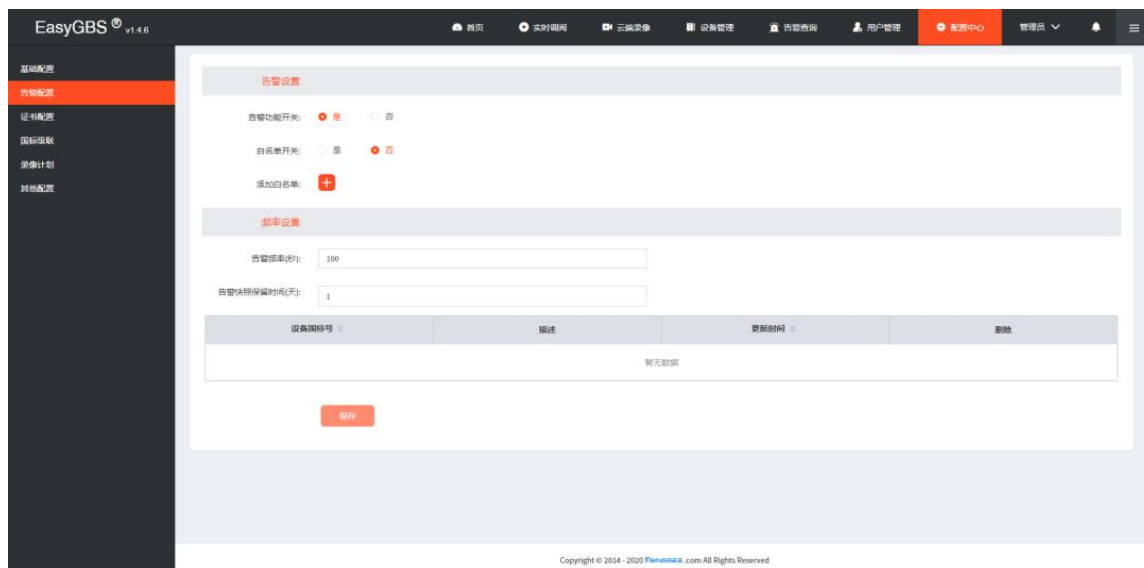 EasyGBS ® v1.4.6 首页 实时调阅 云端录像 设备管理 告警查询 用户管理 配置中心 管理员
基础配置
告警配置
证书配置
国标级联
录像计划
其他配置
告警设置
告警功能开关: 是 否
白名单开关: 是 否
添加白名单:
频率设置
告警频率(秒): 100
告警快照保留时间(天): 1
设备国标号 描述 更新时间 删除
暂无数据
保存
Copyright © 2014 - 2020 .com All Rights Reserved